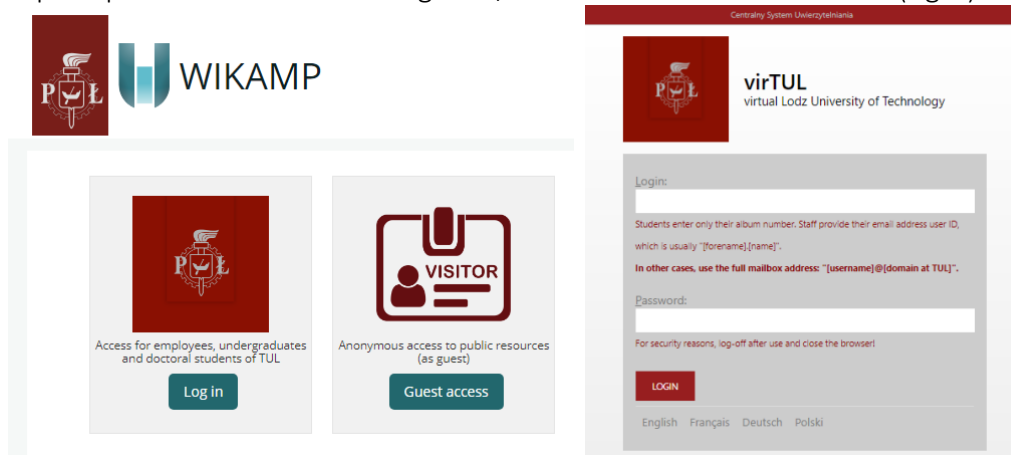 WIKAMP
P Ł
P Ł
Access for employees, undergraduates
and doctoral students of TUL
Log in
VISITOR
Anonymous access to public resources
(as guest)
Guest access
Centralny System Uwierzytelniania
P Ł
virTUL
virtual Lodz University of Technology
Login:
Students enter only their album number. Staff provide their email address user ID,
which is usually "[forename].[name]".
In other cases, use the full mailbox address: "[username]@[domain at TUL]".
Password:
For security reasons, log-off after use and close the browser!
LOGIN
English Français Deutsch Polski